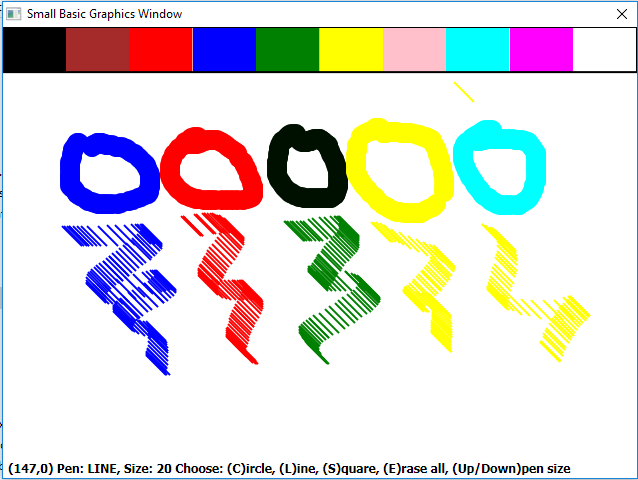 Small Basic Graphics Window
(147,0) Pen: LINE, Size: 20 Choose: (C)ircle, (L)ine, (S)quare, (E)rase all, (Up/Down)pen size